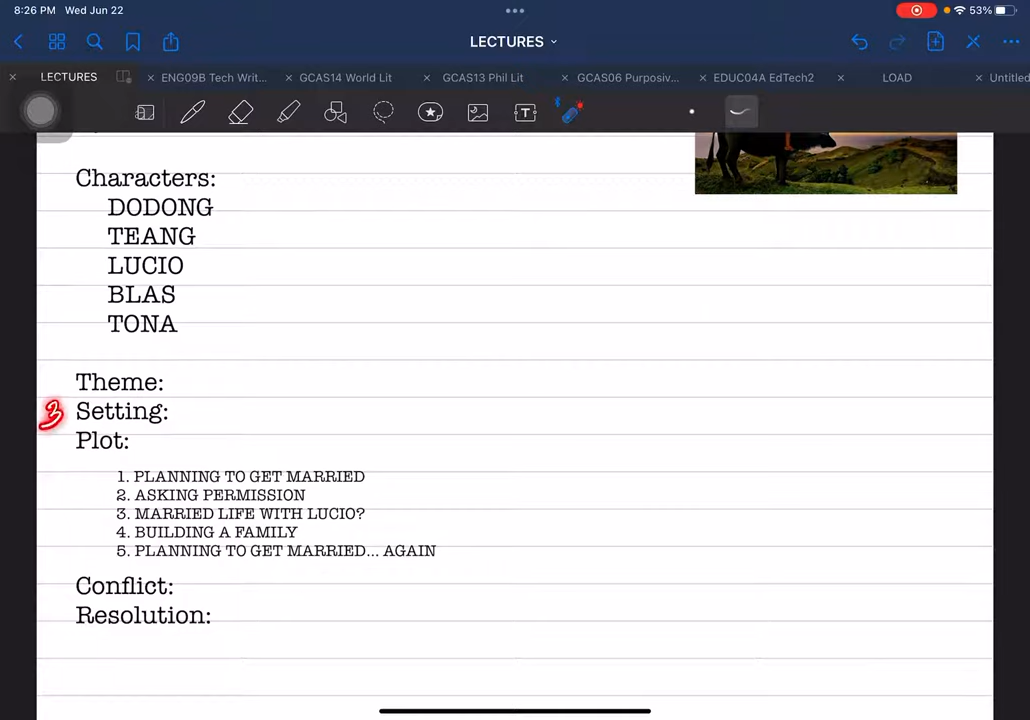 8:26 PM Wed Jun 22
53%
LECTURES
LECTURES
ENG09B Tech Writ...
GCAS14 World Lit
GCAS13 Phil Lit
GCAS06 Purposiv...
EDUC04A EdTech2
LOAD
Untitled
Characters:
DODONG
TEANG
LUCIO
BLAS
TONA
Theme:
3 Setting:
Plot:
1. PLANNING TO GET MARRIED
2. ASKING PERMISSION
3. MARRIED LIFE WITH LUCIO?
4. BUILDING A FAMILY
5. PLANNING TO GET MARRIED... AGAIN
Conflict:
Resolution: